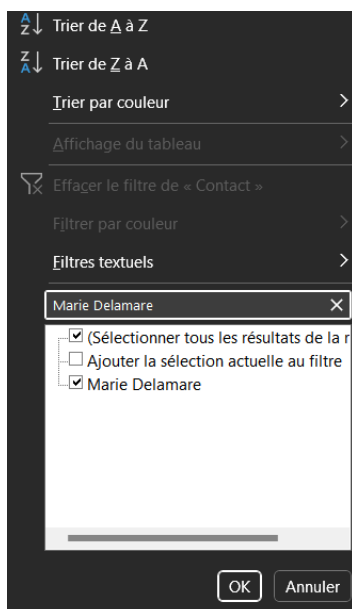 Trier de A à Z
Trier de Z à A
Trier par couleur
Affichage du tableau
Effacer le filtre de « Contact »
Filtrer par couleur
Filtres textuels
Marie Delamare
(Sélectionner tous les résultats de la r
Ajouter la sélection actuelle au filtre
Marie Delamare
OK Annuler